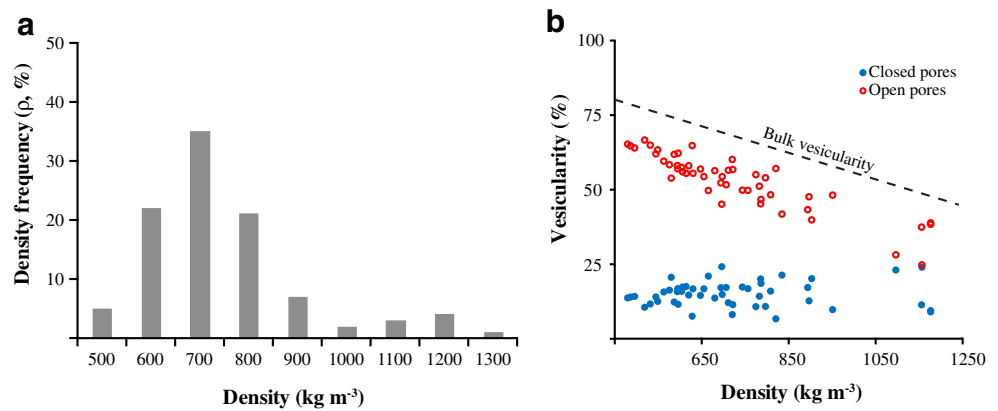 a
50
40
30
20
10
Density frequency (ρ, %)
500 600 700 800 900 1000 1100 1200 1300
Density (kg m⁻³)
b
100
75
50
25
Vesicularity (%)
Closed pores
Open pores
Bulk vesicularity
650 850 1050 1250
Density (kg m⁻³)